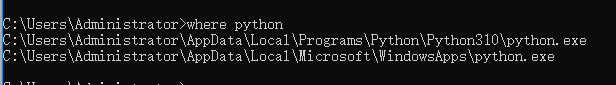 C:\Users\Administrator>where python
C:\Users\Administrator\AppData\Local\Programs\Python\Python310\python.exe
C:\Users\Administrator\AppData\Local\Microsoft\WindowsApps\python.exe